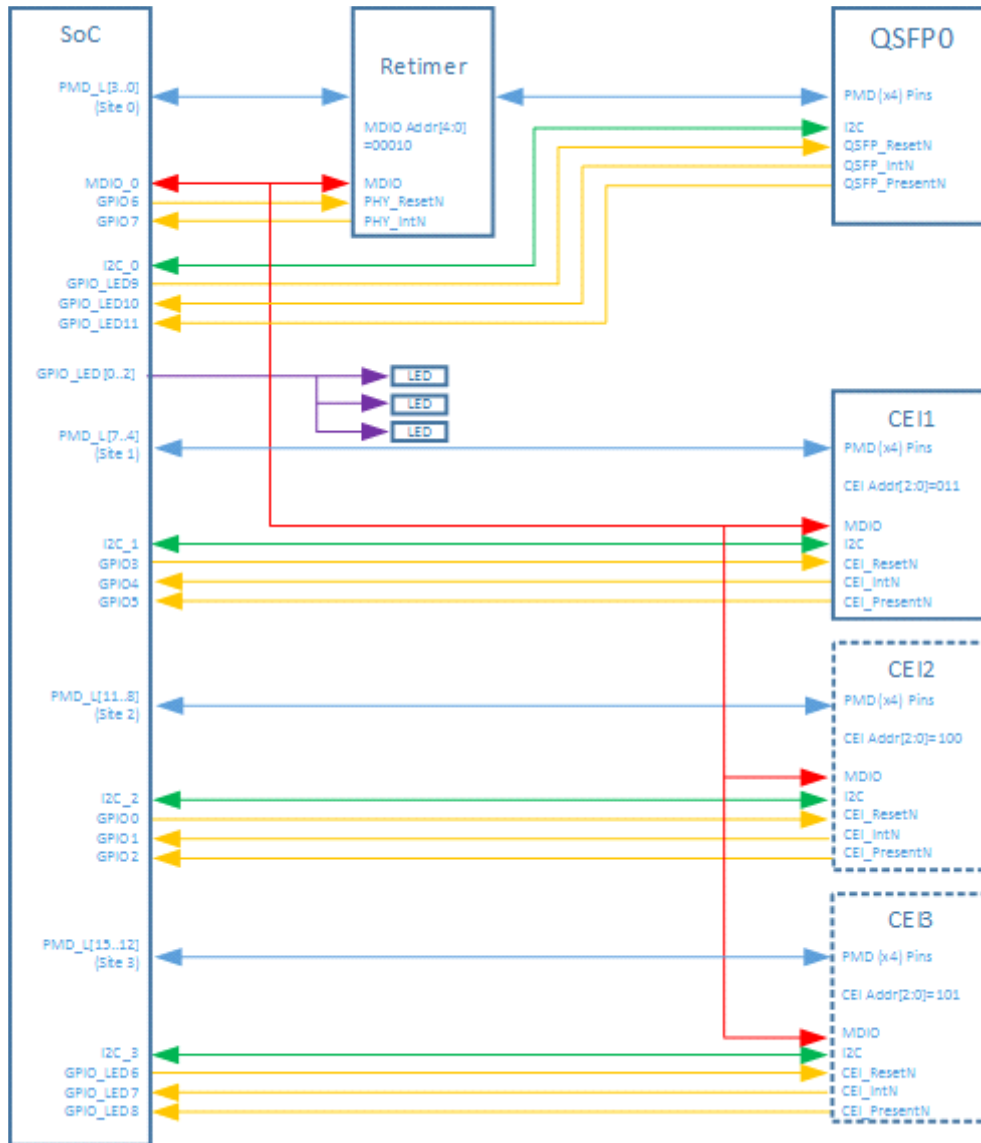 SoC
PMD_L[3..0]
(Site 0)
MDIO_0
GPIO6
GPIO7
I2C_0
GPIO_LED9
GPIO_LED10
GPIO_LED11
GPIO_LED[0..2]
PMD_L[7..4]
(Site 1)
I2C_1
GPIO3
GPIO4
GPIO5
PMD_L[11..8]
(Site 2)
I2C_2
GPIO0
GPIO1
GPIO2
PMD_L[15..12]
(Site 3)
I2C_3
GPIO_LED6
GPIO_LED7
GPIO_LED8
Retimer
MDIO Addr[4:0]
=00010
MDIO
PHY_ResetN
PHY_IntN
LED
LED
LED
QSFP0
PMD (x4) Pins
I2C
QSFP_ResetN
QSFP_IntN
QSFP_PresentN
CEI1
PMD (x4) Pins
CEI Addr[2:0]=011
MDIO
I2C
CEI_ResetN
CEI_IntN
CEI_PresentN
CEI2
PMD (x4) Pins
CEI Addr[2:0]=100
MDIO
I2C
CEI_ResetN
CEI_IntN
CEI_PresentN
CEI3
PMD (x4) Pins
CEI Addr[2:0]=101
MDIO
I2C
CEI_ResetN
CEI_IntN
CEI_PresentN